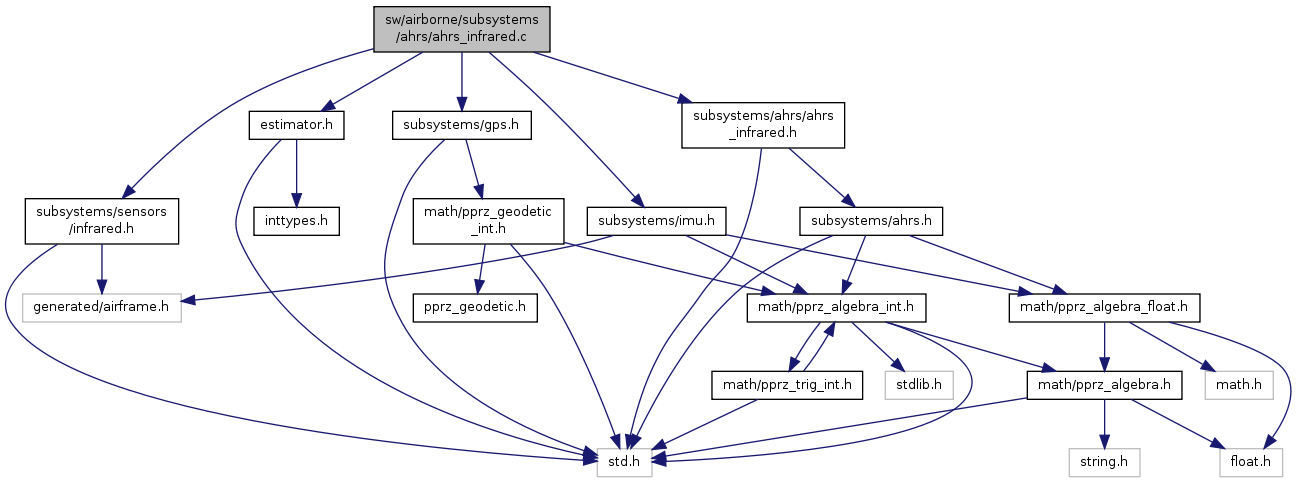 sw/airborne/subsystems
/ahrs/ahrs_infrared.c
estimator.h
subsystems/gps.h
subsystems/ahrs/ahrs
_infrared.h
subsystems/sensors
/infrared.h
inttypes.h
math/pprz_geodetic
_int.h
subsystems/imu.h
subsystems/ahrs.h
generated/airframe.h
pprz_geodetic.h
math/pprz_algebra_int.h
math/pprz_algebra_float.h
math/pprz_trig_int.h
stdlib.h
math/pprz_algebra.h
math.h
std.h
string.h
float.h